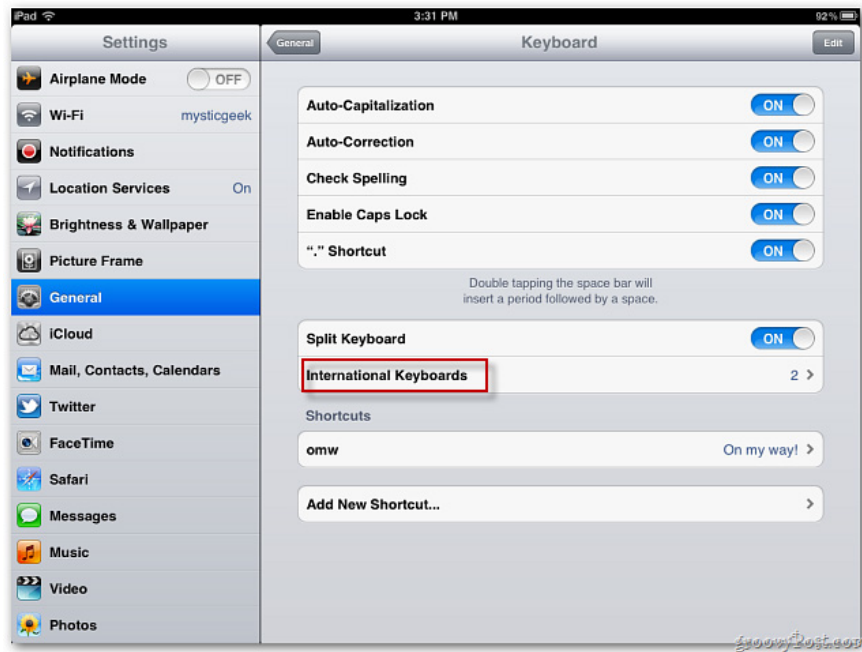 iPad 3:31 PM 92%
Settings General Keyboard Edit
Airplane Mode OFF
Wi-Fi mysticgeek
Notifications
Location Services On
Brightness & Wallpaper
Picture Frame
General
iCloud
Mail, Contacts, Calendars
Twitter
FaceTime
Safari
Messages
Music
Video
Photos
Auto-Capitalization ON
Auto-Correction ON
Check Spelling ON
Enable Caps Lock ON
“.” Shortcut ON
Double tapping the space bar will
insert a period followed by a space.
Split Keyboard ON
International Keyboards 2
Shortcuts
omw On my way!
Add New Shortcut...
groovyPost.com